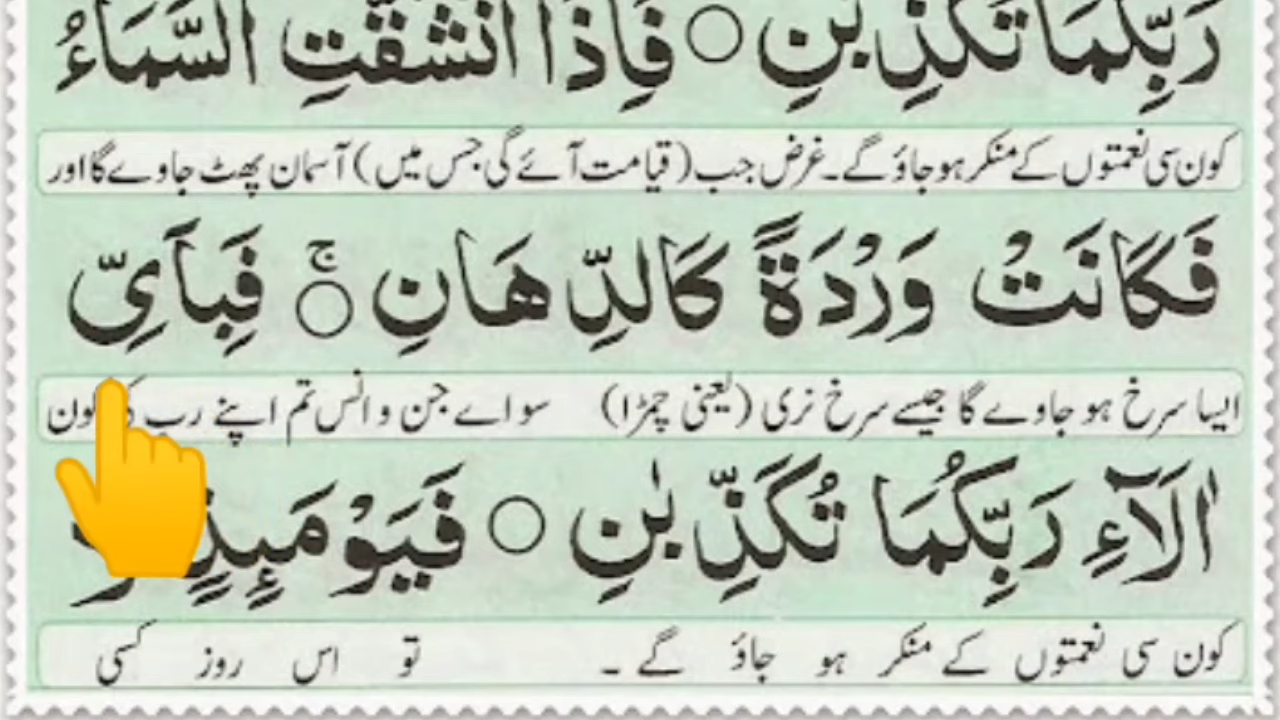 رَبِّكُمَا تُكَذِّبٰنِ ○ فَاِذَا انْشَقَّتِ السَّمَآءُ
کون سی نعمتوں کے منکر ہو جاؤ گے۔ غرض جب (قیامت آئے گی جس میں) آسمان پھٹ جاوے گا اور
فَكَانَتْ وَرْدَةً كَالدِّهَانِ ○ۚ فَبِاَيِّ
ایسا سرخ ہو جاوے گا جیسے سرخ نری (یعنی چمڑا) سو اے جن و انس تم اپنے رب کی کون
اٰلَآءِ رَبِّكُمَا تُكَذِّبٰنِ ○ فَيَوْمَىِٕذٍ
کون سی نعمتوں کے منکر ہو جاؤ گے۔ تو اس روز کسی